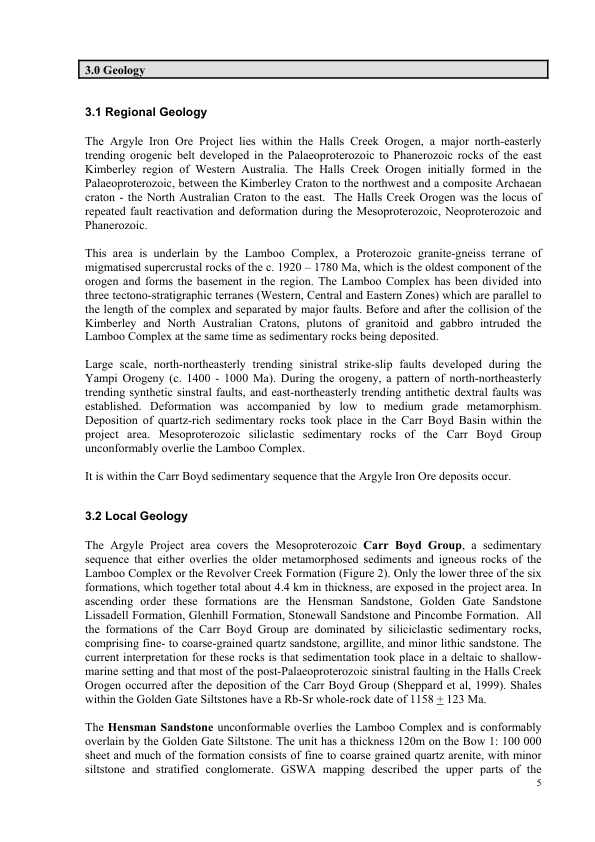 3.0 Geology
3.1 Regional Geology
The Argyle Iron Ore Project lies within the Halls Creek Orogen, a major north-easterly
trending orogenic belt developed in the Palaeoproterozoic to Phanerozoic rocks of the east
Kimberley region of Western Australia. The Halls Creek Orogen initially formed in the
Palaeoproterozoic, between the Kimberley Craton to the northwest and a composite Archaean
craton - the North Australian Craton to the east.  The Halls Creek Orogen was the locus of
repeated fault reactivation and deformation during the Mesoproterozoic, Neoproterozoic and
Phanerozoic.
This area is underlain by the Lamboo Complex, a Proterozoic granite-gneiss terrane of
migmatised supercrustal rocks of the c. 1920 – 1780 Ma, which is the oldest component of the
orogen and forms the basement in the region. The Lamboo Complex has been divided into
three tectono-stratigraphic terranes (Western, Central and Eastern Zones) which are parallel to
the length of the complex and separated by major faults. Before and after the collision of the
Kimberley and North Australian Cratons, plutons of granitoid and gabbro intruded the
Lamboo Complex at the same time as sedimentary rocks being deposited.
Large scale, north-northeasterly trending sinistral strike-slip faults developed during the
Yampi Orogeny (c. 1400 - 1000 Ma). During the orogeny, a pattern of north-northeasterly
trending synthetic sinstral faults, and east-northeasterly trending antithetic dextral faults was
established. Deformation was accompanied by low to medium grade metamorphism.
Deposition of quartz-rich sedimentary rocks took place in the Carr Boyd Basin within the
project area. Mesoproterozoic siliclastic sedimentary rocks of the Carr Boyd Group
unconformably overlie the Lamboo Complex.
It is within the Carr Boyd sedimentary sequence that the Argyle Iron Ore deposits occur.
3.2 Local Geology
The Argyle Project area covers the Mesoproterozoic Carr Boyd Group, a sedimentary
sequence that either overlies the older metamorphosed sediments and igneous rocks of the
Lamboo Complex or the Revolver Creek Formation (Figure 2). Only the lower three of the six
formations, which together total about 4.4 km in thickness, are exposed in the project area. In
ascending order these formations are the Hensman Sandstone, Golden Gate Sandstone
Lissadell Formation, Glenhill Formation, Stonewall Sandstone and Pincombe Formation.  All
the formations of the Carr Boyd Group are dominated by siliciclastic sedimentary rocks,
comprising fine- to coarse-grained quartz sandstone, argillite, and minor lithic sandstone. The
current interpretation for these rocks is that sedimentation took place in a deltaic to shallow-
marine setting and that most of the post-Palaeoproterozoic sinistral faulting in the Halls Creek
Orogen occurred after the deposition of the Carr Boyd Group (Sheppard et al, 1999). Shales
within the Golden Gate Siltstones have a Rb-Sr whole-rock date of 1158 + 123 Ma.
The Hensman Sandstone unconformable overlies the Lamboo Complex and is conformably
overlain by the Golden Gate Siltstone. The unit has a thickness 120m on the Bow 1: 100 000
sheet and much of the formation consists of fine to coarse grained quartz arenite, with minor
siltstone and stratified conglomerate. GSWA mapping described the upper parts of the
5